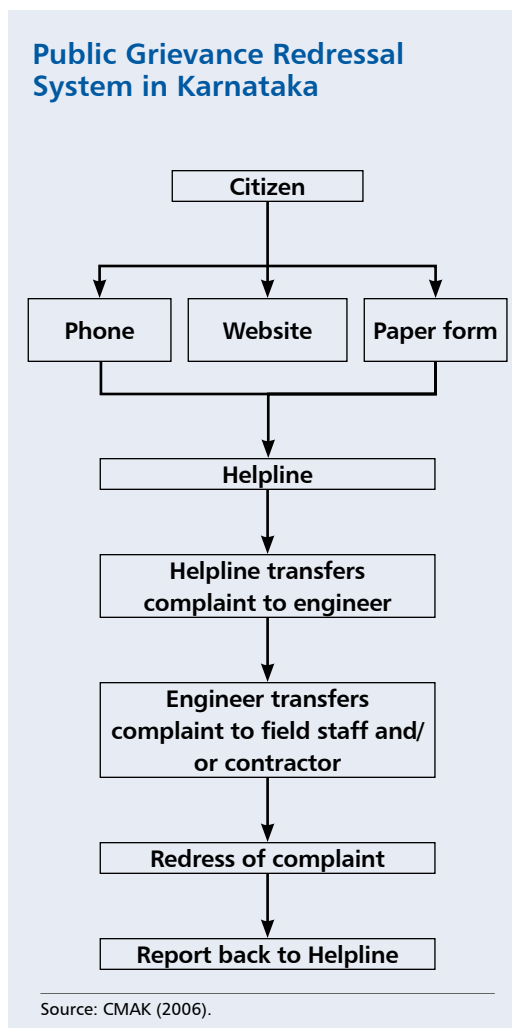 Public Grievance Redressal
System in Karnataka
Citizen
Phone
Website
Paper form
Helpline
Helpline transfers
complaint to engineer
Engineer transfers
complaint to field staff and/
or contractor
Redress of complaint
Report back to Helpline
Source: CMAK (2006).